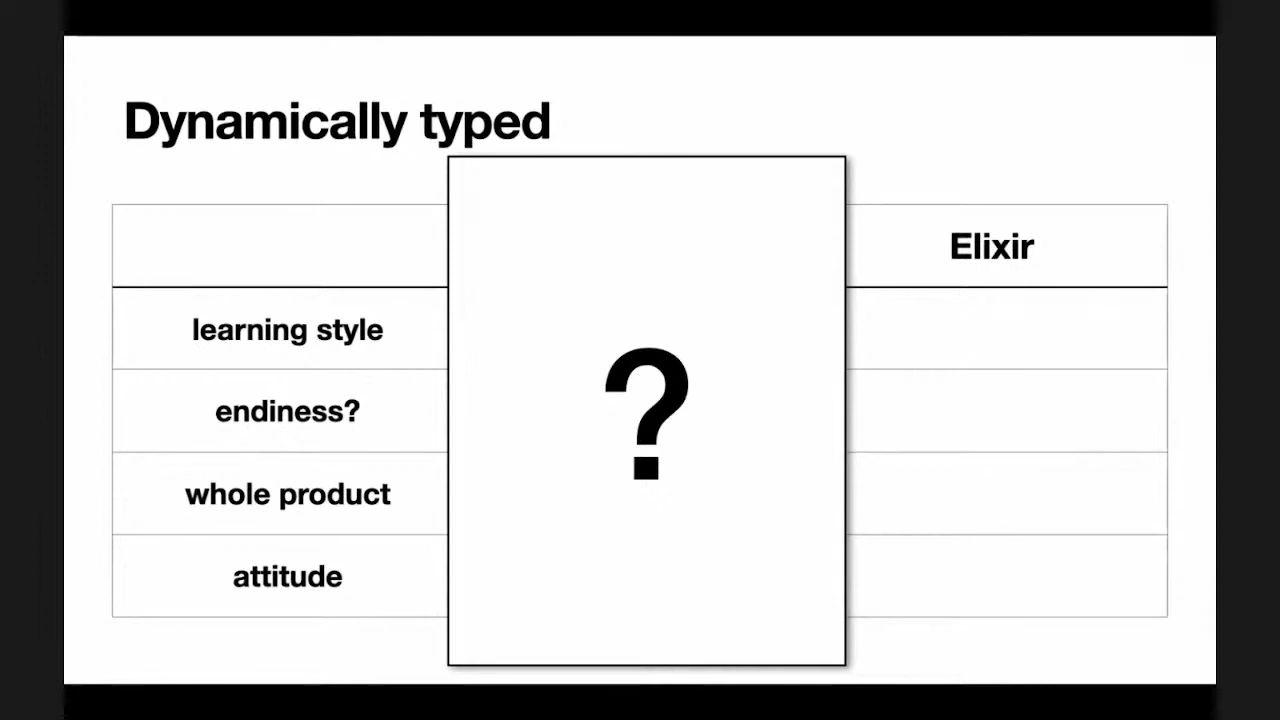 Dynamically typed
Elixir
learning style
endiness?
whole product
attitude
?